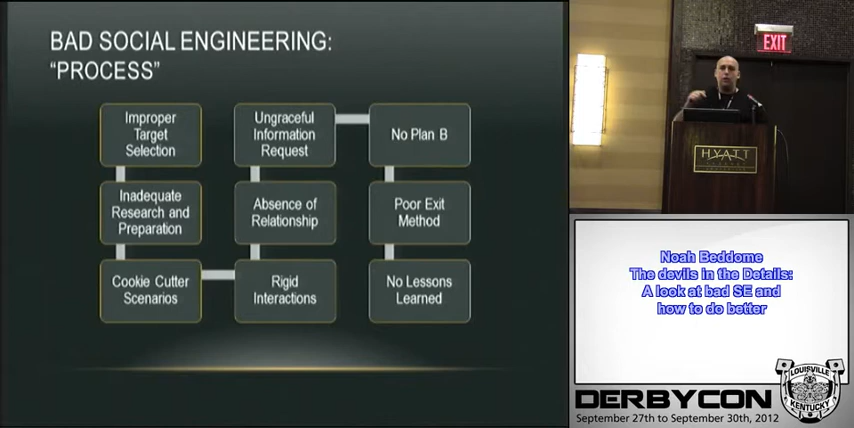 BAD SOCIAL ENGINEERING:
“PROCESS”
Improper
Target
Selection
Inadequate
Research and
Preparation
Cookie Cutter
Scenarios
Rigid
Interactions
Absence of
Relationship
Ungraceful
Information
Request
No Plan B
Poor Exit
Method
No Lessons
Learned
EXIT
HYATT
Noah Beddome
The devils in the Details:
A look at bad SE and
how to do better
LOUISVILLE
KENTUCKY
DERBYCON
September 27th to September 30th, 2012